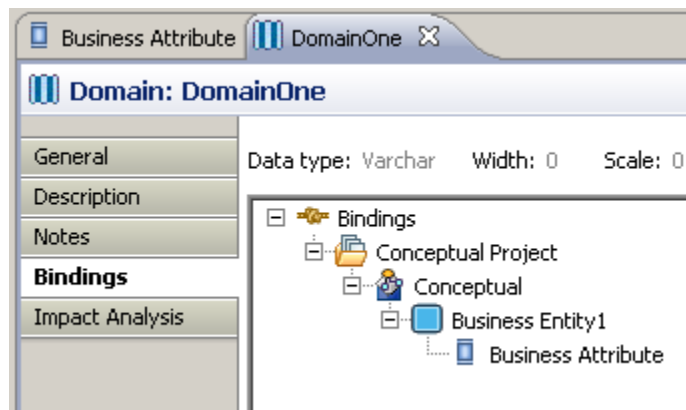 Business Attribute DomainOne
Domain: DomainOne
General
Description
Notes
Bindings
Impact Analysis
Data type: Varchar Width: 0 Scale: 0
Bindings
Conceptual Project
Conceptual
Business Entity1
Business Attribute